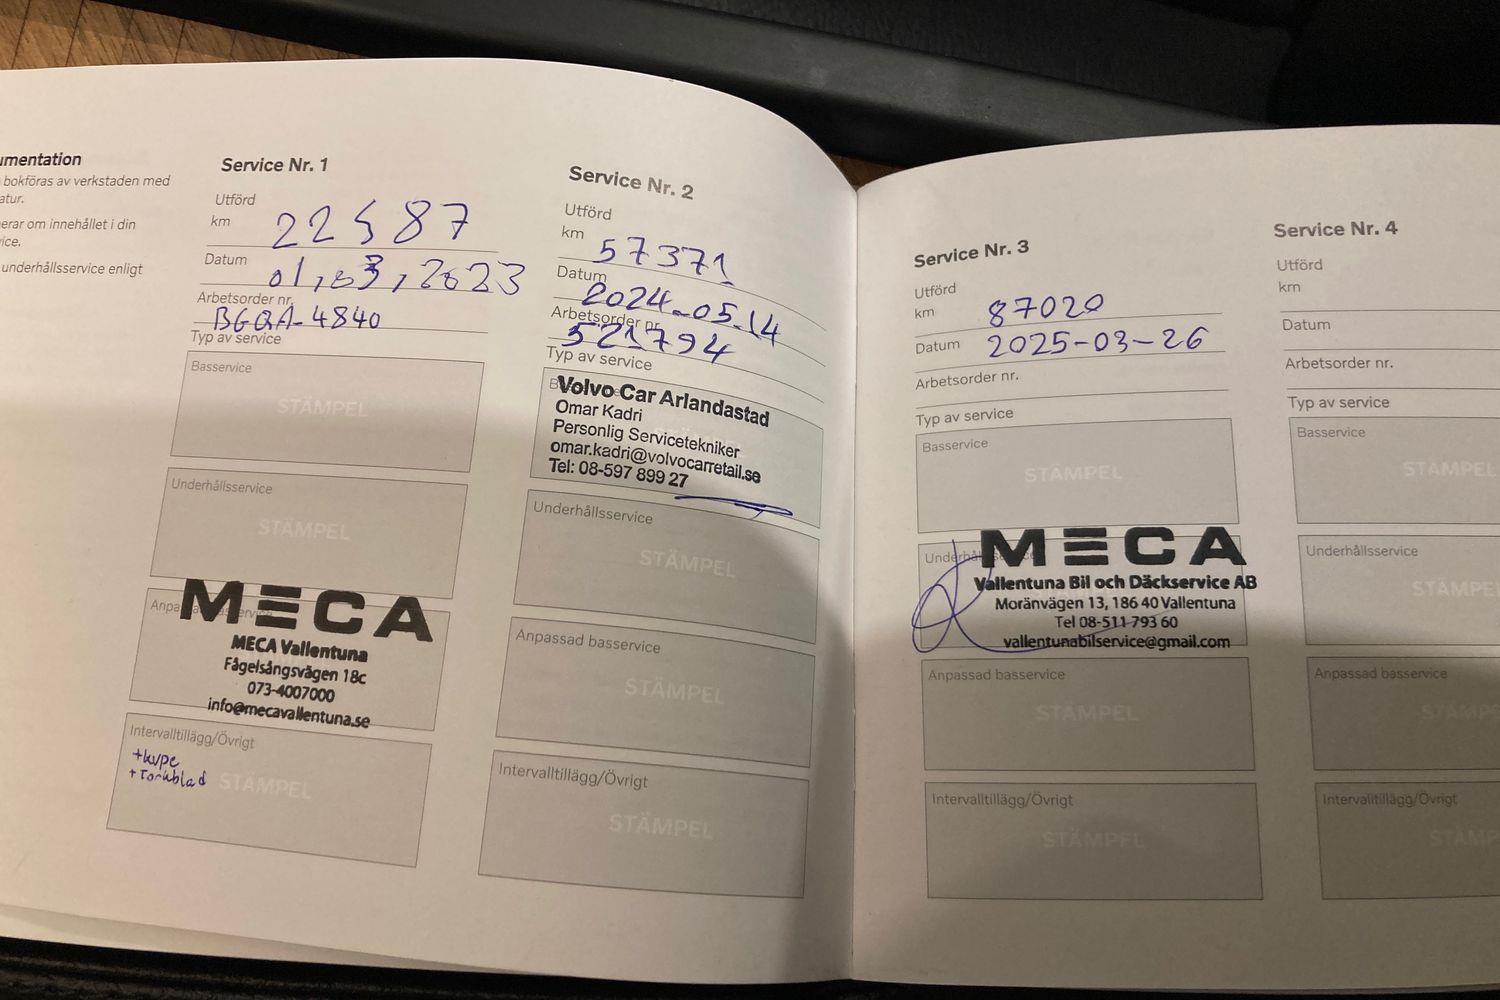 umentation
bokföras av verkstaden med
atur.
erar om innehållet i din
ice.
underhållsservice enligt
Service Nr. 1
Utförd
km 22587
Datum 01,03,2023
Arbetsorder nr.
BGQA-4840
Typ av service
Basservice
STÄMPEL
Underhållsservice
STÄMPEL
Anpassad basservice
MECA
MECA Vallentuna
Fågelsångsvägen 18c
073-4007000
info@mecavallentuna.se
Intervalltillägg/Övrigt
+kupe
+Torkblad
STÄMPEL
Service Nr. 2
Utförd
km 57371
Datum
2024-05-14
Arbetsorder nr.
521794
Typ av service
Volvo Car Arlandastad
Omar Kadri
Personlig Servicetekniker
omar.kadri@volvocarretail.se
Tel: 08-597 899 27
Underhållsservice
STÄMPEL
Anpassad basservice
STÄMPEL
Intervalltillägg/Övrigt
STÄMPEL
Service Nr. 3
Utförd
km 87020
Datum 2025-03-26
Arbetsorder nr.
Typ av service
Basservice
STÄMPEL
Underhållsservice
MECA
Vallentuna Bil och Däckservice AB
Moränvägen 13, 186 40 Vallentuna
Tel 08-511 793 60
vallentunabilservice@gmail.com
Anpassad basservice
STÄMPEL
Intervalltillägg/Övrigt
STÄMPEL
Service Nr. 4
Utförd
km
Datum
Arbetsorder nr.
Typ av service
Basservice
STÄMPEL
Underhållsservice
STÄMPEL
Anpassad basservice
STÄMP
Intervalltillägg/Övrigt
STÄMP